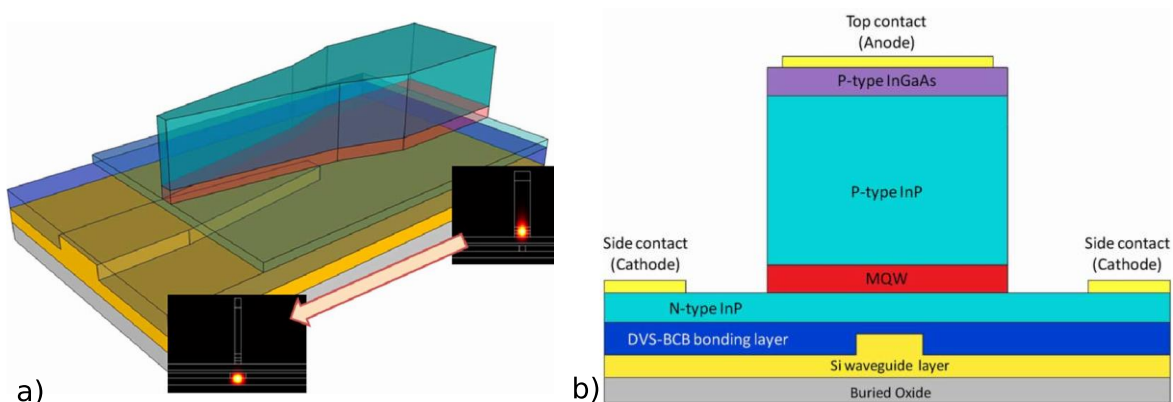 a)
b)
Top contact
(Anode)
P-type InGaAs
P-type InP
Side contact
(Cathode)
Side contact
(Cathode)
MQW
N-type InP
DVS-BCB bonding layer
Si waveguide layer
Buried Oxide